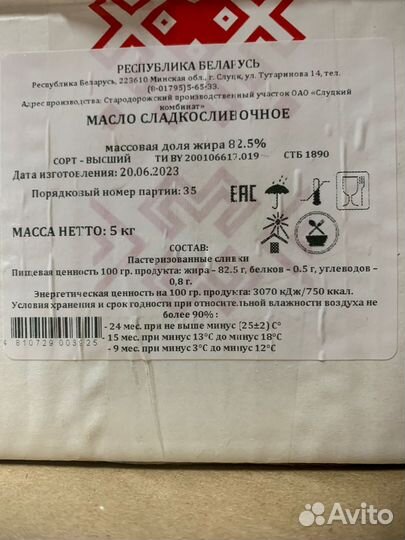 РЕСПУБЛИКА БЕЛАРУСЬ
Республика Беларусь, 223610 Минская обл., г. Слуцк, ул. Тутаринова 14, тел.
(8-01795)5-65-33.
Адрес производства: Стародорожский производственный участок ОАО «Слуцкий
комбинат»
МАСЛО СЛАДКОСЛИВОЧНОЕ
массовая доля жира 82.5%
СОРТ – ВЫСШИЙ ТИ BY 200106617.019— СТБ 1890
Дата изготовления: 20.06.2023
Порядковый номер партии: 35
EAC
МАССА НЕТТО: 5 кг
СОСТАВ:
Пастеризованные сливки
Пищевая ценность 100 гр. продукта: жира – 82.5 г, белков – 0.5 г, углеводов –
0,8 г.
Энергетическая ценность на 100 гр. продукта: 3070 кДж/750 ккал.
Условия хранения и срок годности при относительной влажности воздуха не
более 90% :
- 24 мес. при не выше минус (25±2) С°
- 15 мес. при минус 13°С до минус 18°С
- 9 мес. при минус 3°С до минус 12°С
4 810729 003925
Avito